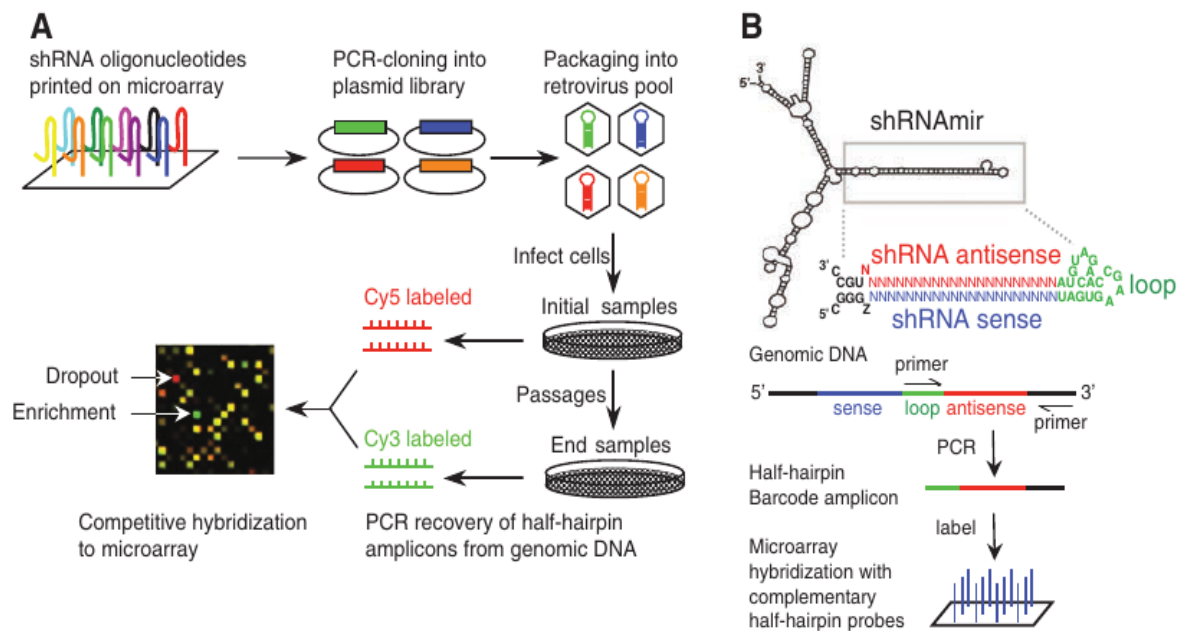 A
shRNA oligonucleotides
printed on microarray
PCR-cloning into
plasmid library
Packaging into
retrovirus pool
Infect cells
Cy5 labeled
Initial samples
Dropout
Enrichment
Passages
Cy3 labeled
End samples
Competitive hybridization
to microarray
PCR recovery of half-hairpin
amplicons from genomic DNA
B
3'
5'
shRNAmir
shRNA antisense
3' C CGU N NNNNNNNNNNNNNNNNNNNNN AUCAC
UAGAG
CGAA
loop
5' C GGG Z NNNNNNNNNNNNNNNNNNNNN UAGUG
shRNA sense
Genomic DNA
primer
5'
3'
sense
loop
antisense
primer
PCR
Half-hairpin
Barcode amplicon
label
Microarray
hybridization with
complementary
half-hairpin probes